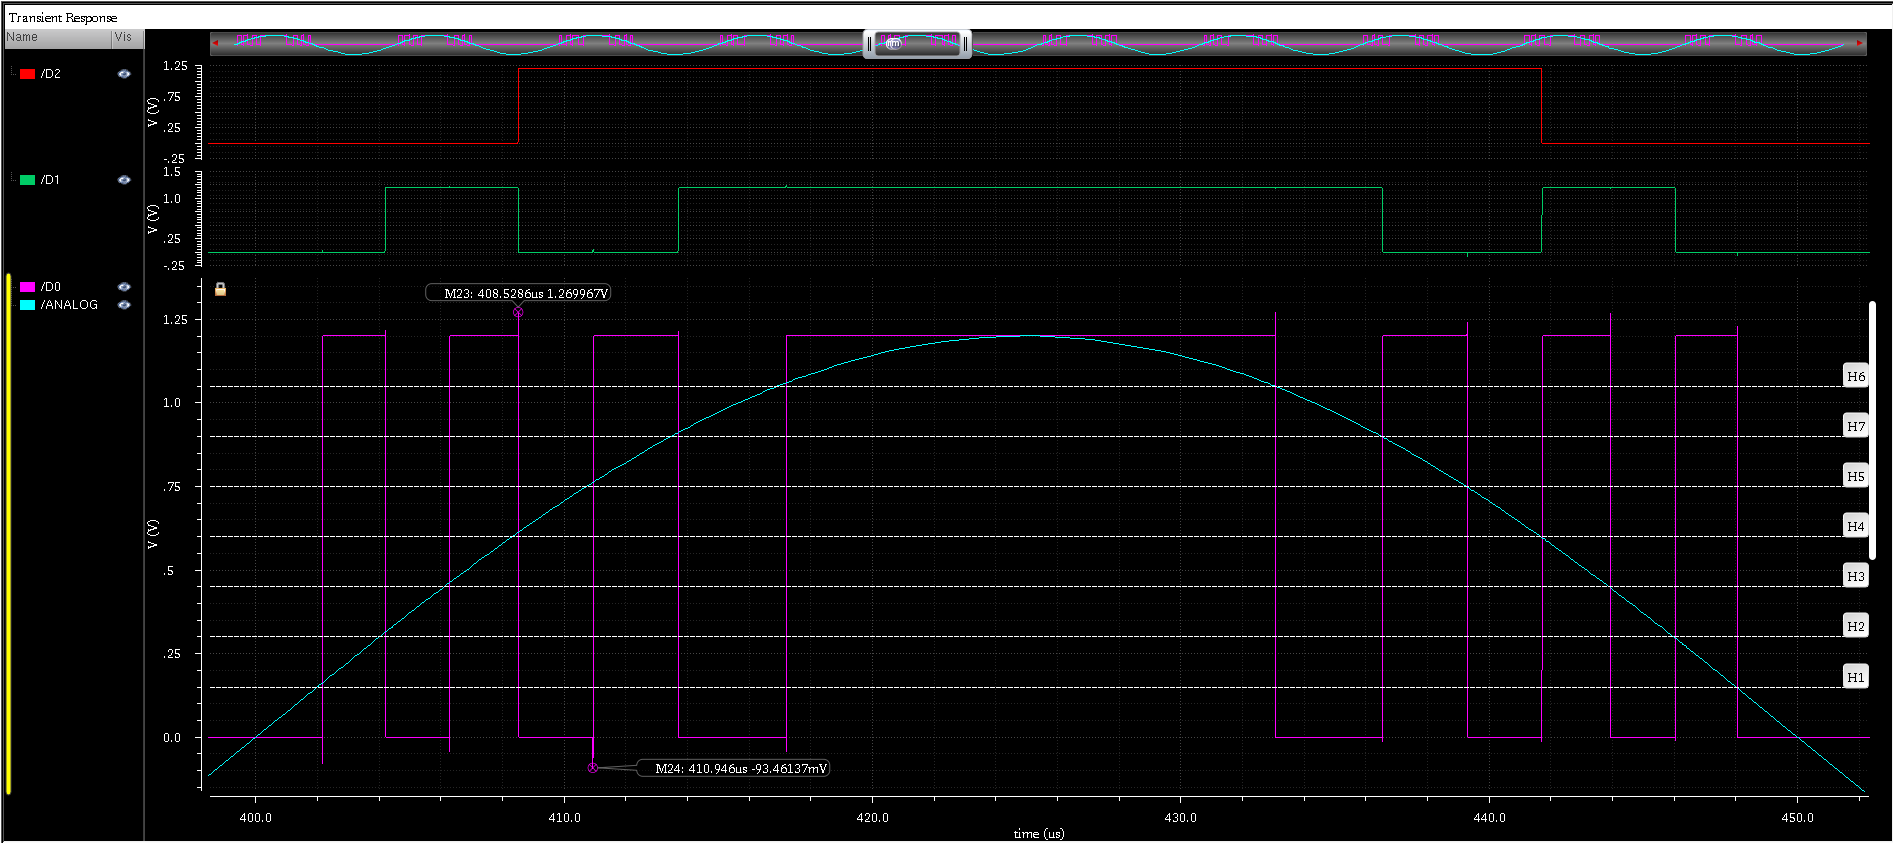 Transient Response
Name Vis
/D2
/D1
/D0
/ANALOG
1.25
.75
.25
-.25
V (V)
1.5
1.0
.25
-.25
V (V)
M23: 408.5286us 1.269967V
1.25
1.0
.75
.5
.25
0.0
V (V)
H6
H7
H5
H4
H3
H2
H1
M24: 410.946us -93.46137mV
400.0 410.0 420.0 430.0 440.0 450.0
time (us)